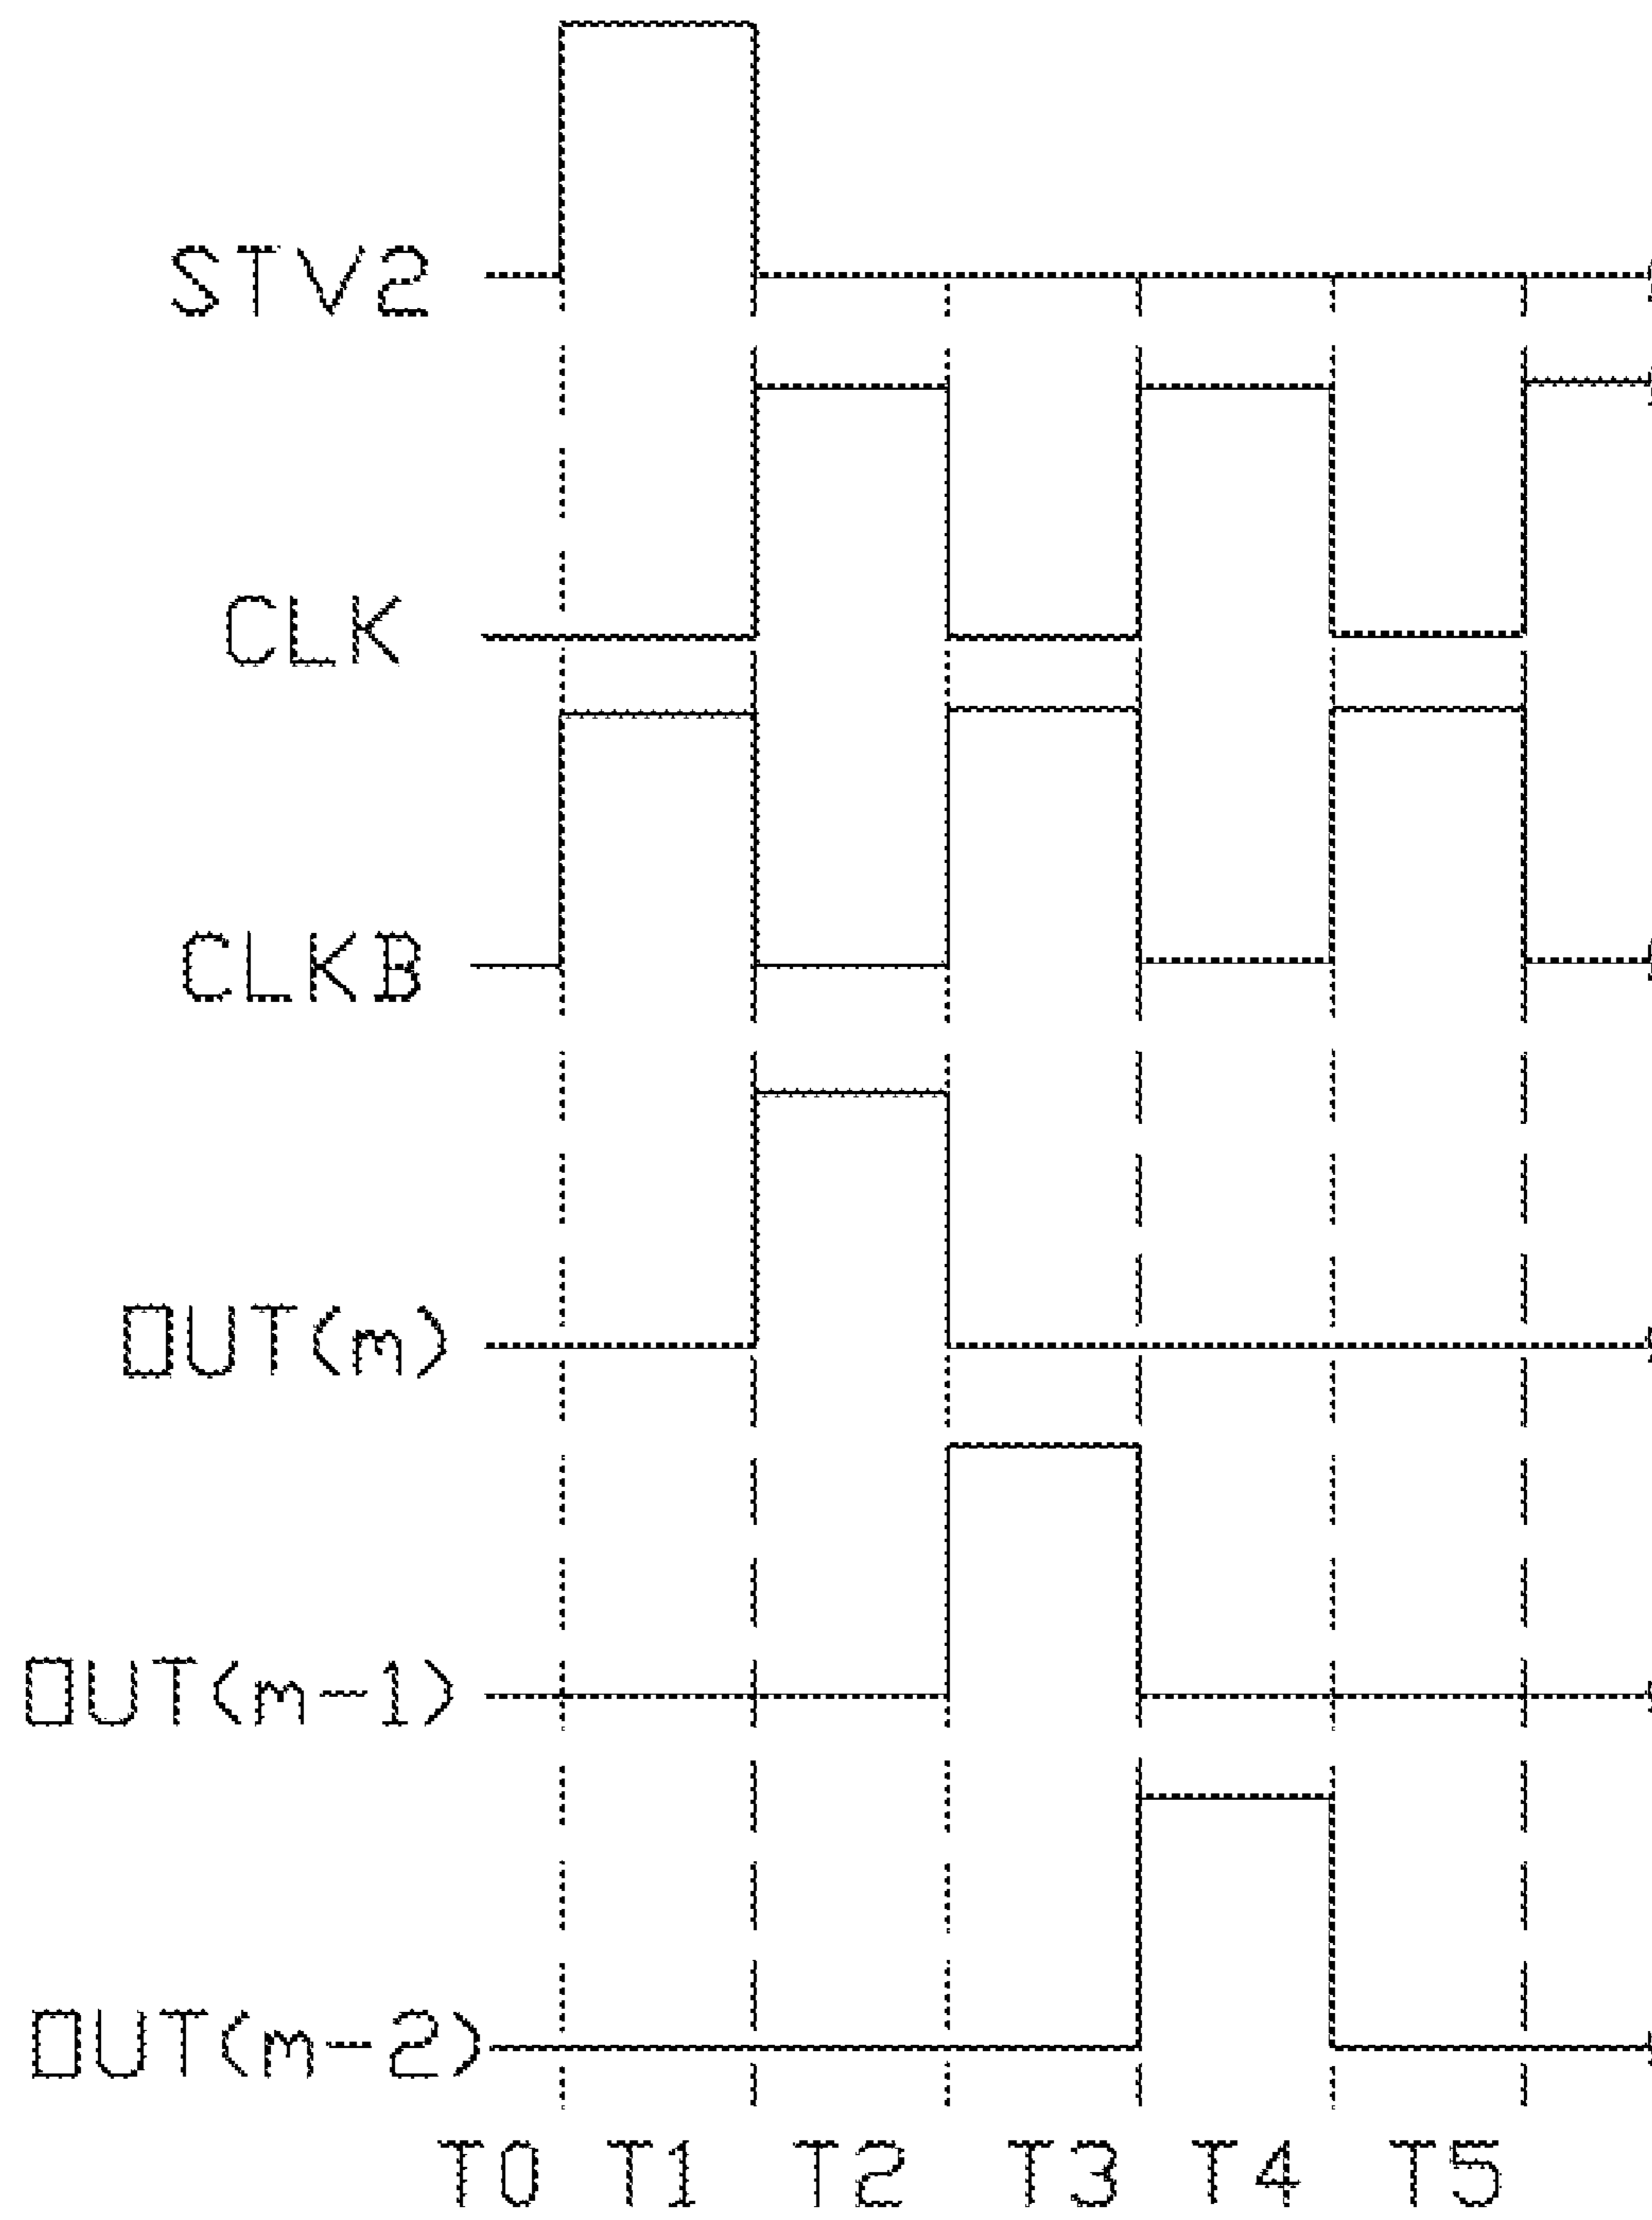 STV2
CLK
CLKB
OUT(m)
OUT(m-1)
OUT(m-2)
T0 T1 T2 T3 T4 T5